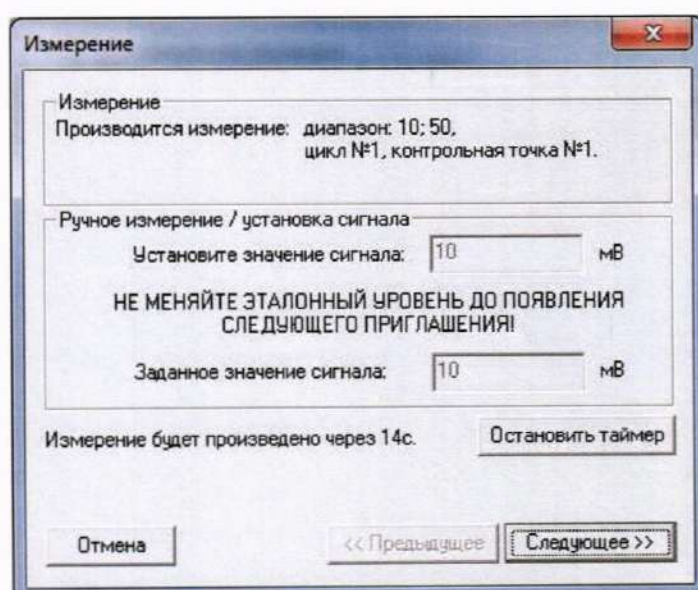 Измерение
Измерение
Производится измерение: диапазон: 10; 50,
цикл №1, контрольная точка №1.
Ручное измерение / установка сигнала
Установите значение сигнала: 10 мВ
НЕ МЕНЯЙТЕ ЭТАЛОННЫЙ УРОВЕНЬ ДО ПОЯВЛЕНИЯ
СЛЕДУЮЩЕГО ПРИГЛАШЕНИЯ!
Заданное значение сигнала: 10 мВ
Измерение будет произведено через 14с. Остановить таймер
Отмена << Предыдущее Следующее >>